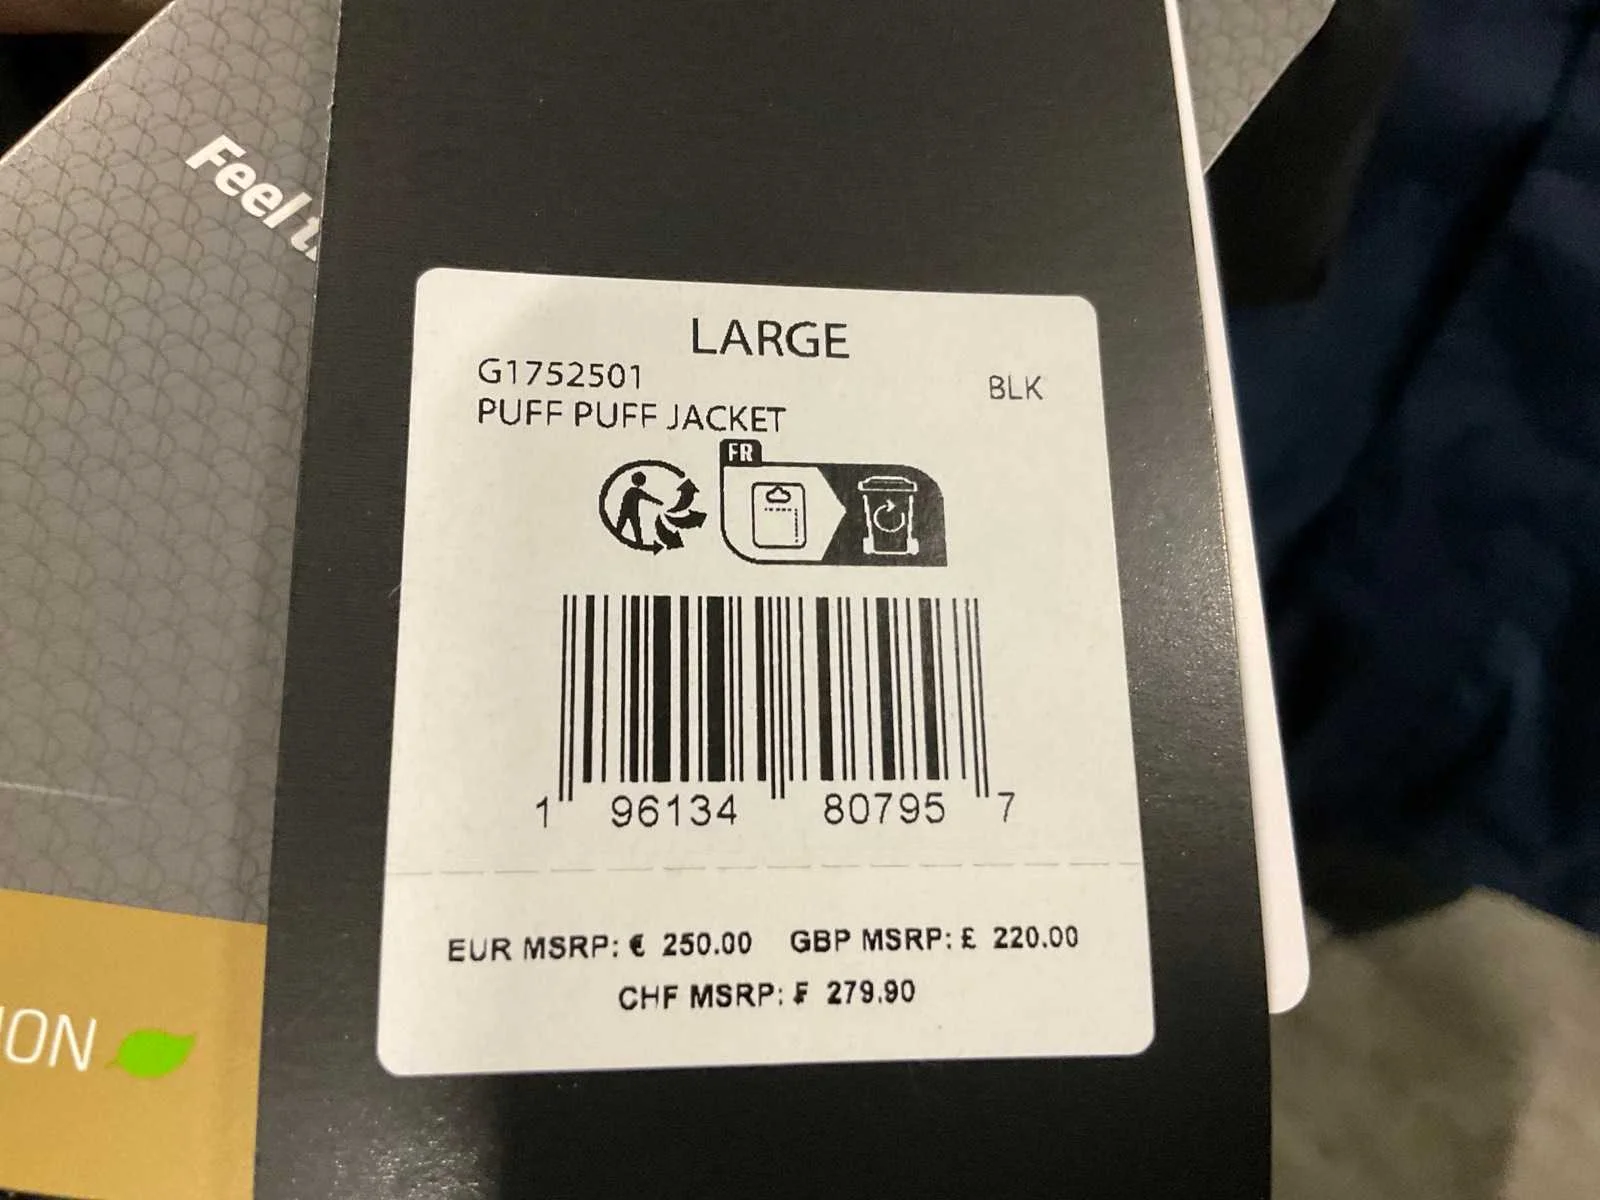 Feel t
LARGE
G1752501
BLK
PUFF PUFF JACKET
FR
1 96134 80795 7
EUR MSRP: € 250.00 GBP MSRP: £ 220.00
CHF MSRP: ₣ 279.90
ION